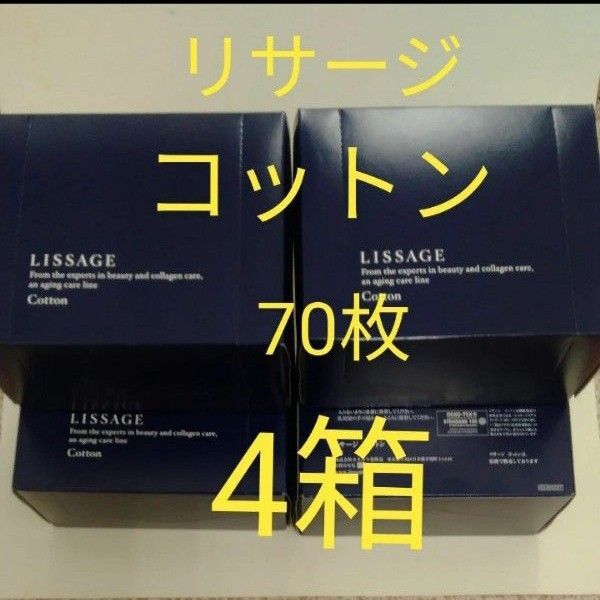 リサージ
コットン
70枚
4箱
LISSAGE
From the experts in beauty and collagen care,
an aging care line
Cotton
LISSAGE
From the experts in beauty and collagen care,
an aging care line
Cotton
LISSAGE
From the experts in beauty and collagen care,
an aging care line
Cotton